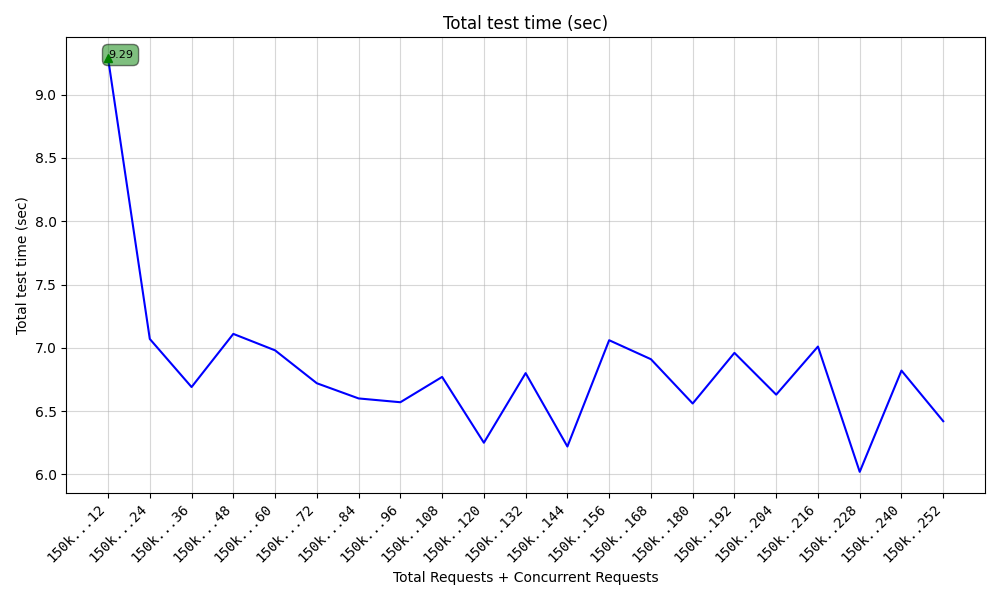 Total test time (sec)
9.29
9.0
8.5
8.0
7.5
7.0
6.5
6.0
Total test time (sec)
150k...12
150k...24
150k...36
150k...48
150k...60
150k...72
150k...84
150k...96
150k..108
150k..120
150k..132
150k..144
150k..156
150k..168
150k..180
150k..192
150k..204
150k..216
150k..228
150k..240
150k..252
Total Requests + Concurrent Requests